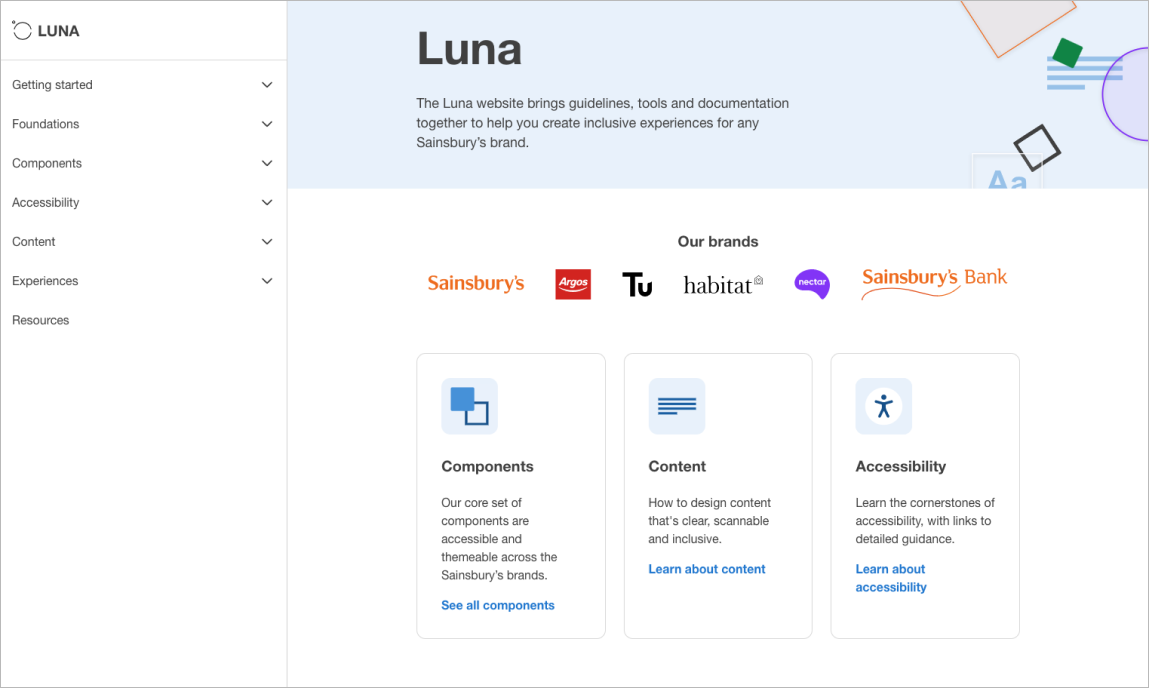 LUNA
Getting started
Foundations
Components
Accessibility
Content
Experiences
Resources
Luna
The Luna website brings guidelines, tools and documentation
together to help you create inclusive experiences for any
Sainsbury’s brand.
Aa
Our brands
Sainsbury's
Argos
Tu
habitat
nectar
Sainsbury's Bank
Components
Our core set of
components are
accessible and
themeable across the
Sainsbury’s brands.
See all components
Content
How to design content
that's clear, scannable
and inclusive.
Learn about content
Accessibility
Learn the cornerstones of
accessibility, with links to
detailed guidance.
Learn about
accessibility